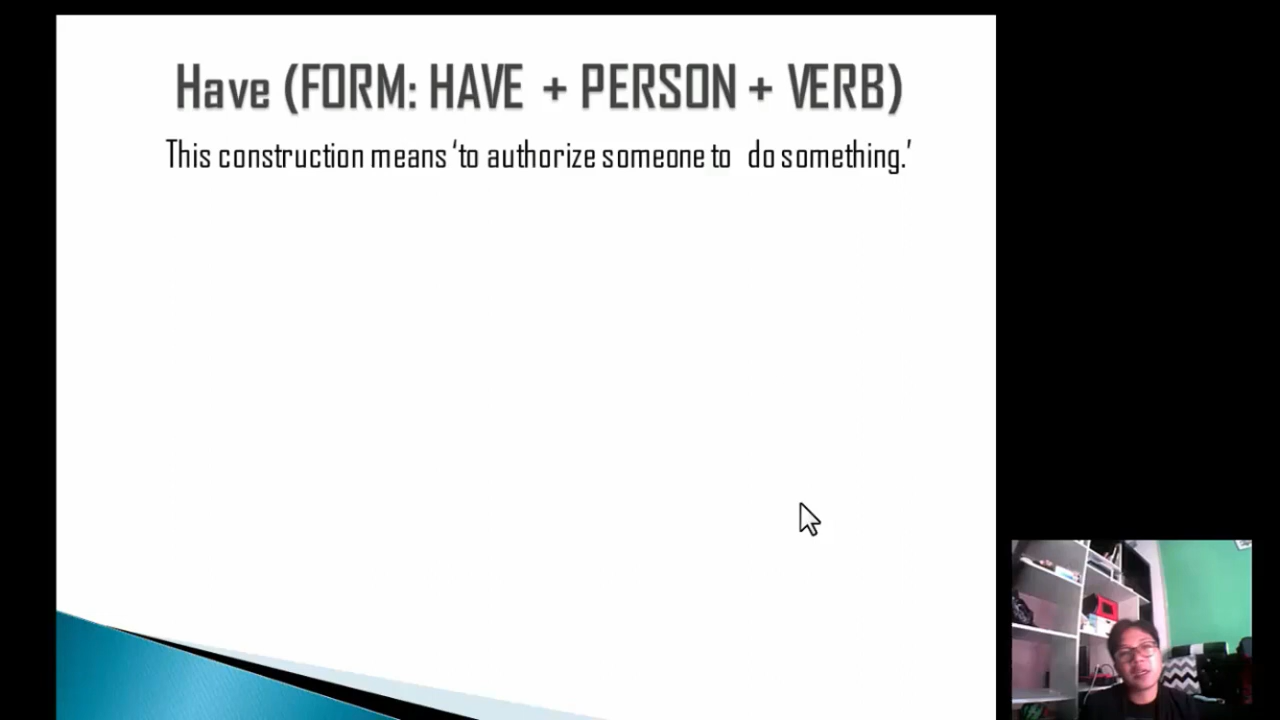 Have (FORM: HAVE + PERSON + VERB)
This construction means ‘to authorize someone to do something.’